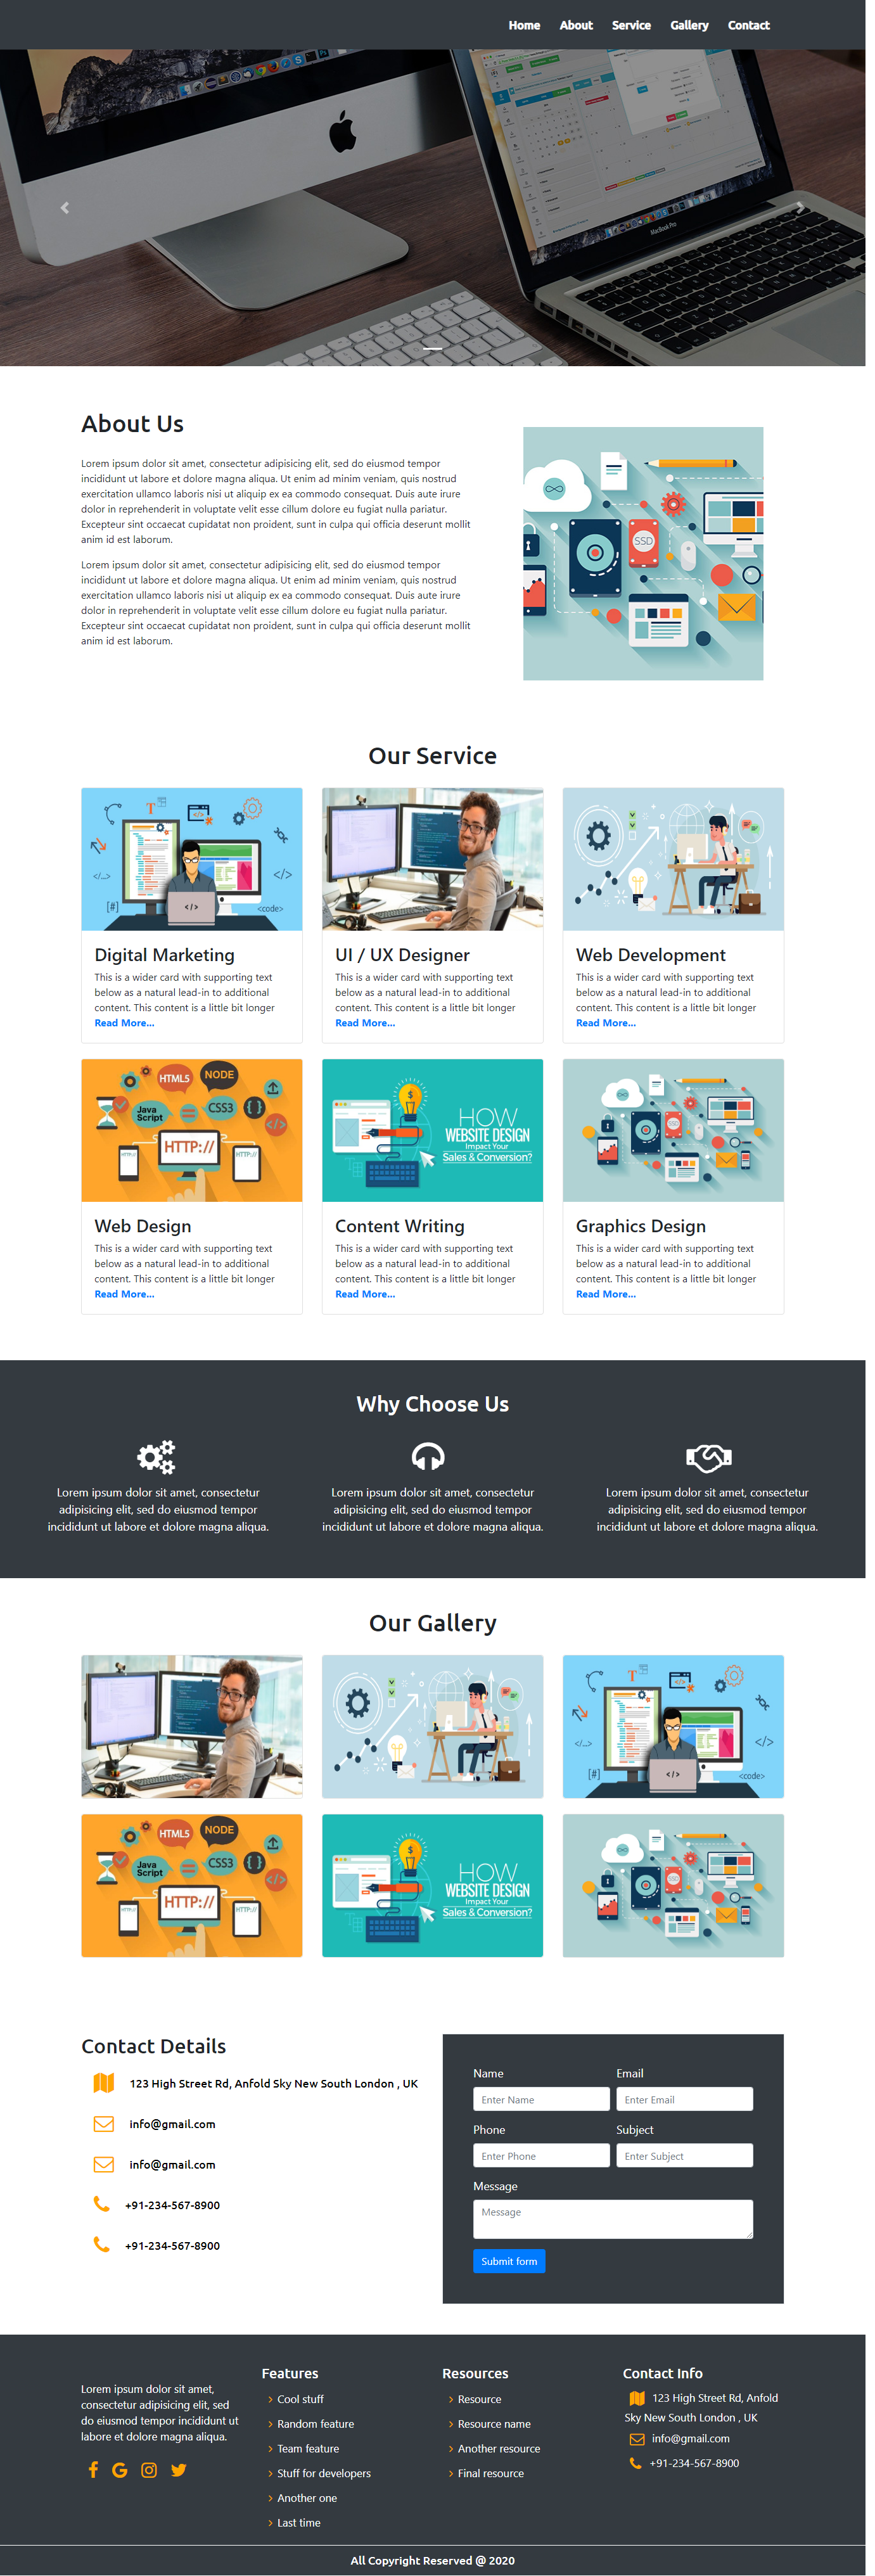 Home About Service Gallery Contact
MacBook Pro
About Us
Lorem ipsum dolor sit amet, consectetur adipisicing elit, sed do eiusmod tempor
incididunt ut labore et dolore magna aliqua. Ut enim ad minim veniam, quis nostrud
exercitation ullamco laboris nisi ut aliquip ex ea commodo consequat. Duis aute irure
dolor in reprehenderit in voluptate velit esse cillum dolore eu fugiat nulla pariatur.
Excepteur sint occaecat cupidatat non proident, sunt in culpa qui officia deserunt mollit
anim id est laborum.
Lorem ipsum dolor sit amet, consectetur adipisicing elit, sed do eiusmod tempor
incididunt ut labore et dolore magna aliqua. Ut enim ad minim veniam, quis nostrud
exercitation ullamco laboris nisi ut aliquip ex ea commodo consequat. Duis aute irure
dolor in reprehenderit in voluptate velit esse cillum dolore eu fugiat nulla pariatur.
Excepteur sint occaecat cupidatat non proident, sunt in culpa qui officia deserunt mollit
anim id est laborum.
SSD
Our Service
T
</>
</...>
</>
[#]
</>
<code>
Digital Marketing
This is a wider card with supporting text
below as a natural lead-in to additional
content. This content is a little bit longer
Read More...
UI / UX Designer
This is a wider card with supporting text
below as a natural lead-in to additional
content. This content is a little bit longer
Read More...
Web Development
This is a wider card with supporting text
below as a natural lead-in to additional
content. This content is a little bit longer
Read More...
HTML5
NODE
Java
Script
CSS3
{ }
</>
HTTP://
Web Design
This is a wider card with supporting text
below as a natural lead-in to additional
content. This content is a little bit longer
Read More...
$
HOW
WEBSITE DESIGN
Impact Your
Sales & Conversion?
Content Writing
This is a wider card with supporting text
below as a natural lead-in to additional
content. This content is a little bit longer
Read More...
SSD
Graphics Design
This is a wider card with supporting text
below as a natural lead-in to additional
content. This content is a little bit longer
Read More...
Why Choose Us
Lorem ipsum dolor sit amet, consectetur
adipisicing elit, sed do eiusmod tempor
incididunt ut labore et dolore magna aliqua.
Lorem ipsum dolor sit amet, consectetur
adipisicing elit, sed do eiusmod tempor
incididunt ut labore et dolore magna aliqua.
Lorem ipsum dolor sit amet, consectetur
adipisicing elit, sed do eiusmod tempor
incididunt ut labore et dolore magna aliqua.
Our Gallery
T
</>
</...>
</>
[#]
</>
<code>
HTML5
NODE
Java
Script
CSS3
{ }
</>
HTTP://
$
HOW
WEBSITE DESIGN
Impact Your
Sales & Conversion?
SSD
Contact Details
123 High Street Rd, Anfold Sky New South London , UK
info@gmail.com
info@gmail.com
+91-234-567-8900
+91-234-567-8900
Name Email
Enter Name Enter Email
Phone Subject
Enter Phone Enter Subject
Message
Message
Submit form
Lorem ipsum dolor sit amet,
consectetur adipisicing elit, sed
do eiusmod tempor incididunt ut
labore et dolore magna aliqua.
Features
Cool stuff
Random feature
Team feature
Stuff for developers
Another one
Last time
Resources
Resource
Resource name
Another resource
Final resource
Contact Info
123 High Street Rd, Anfold
Sky New South London , UK
info@gmail.com
+91-234-567-8900
All Copyright Reserved @ 2020